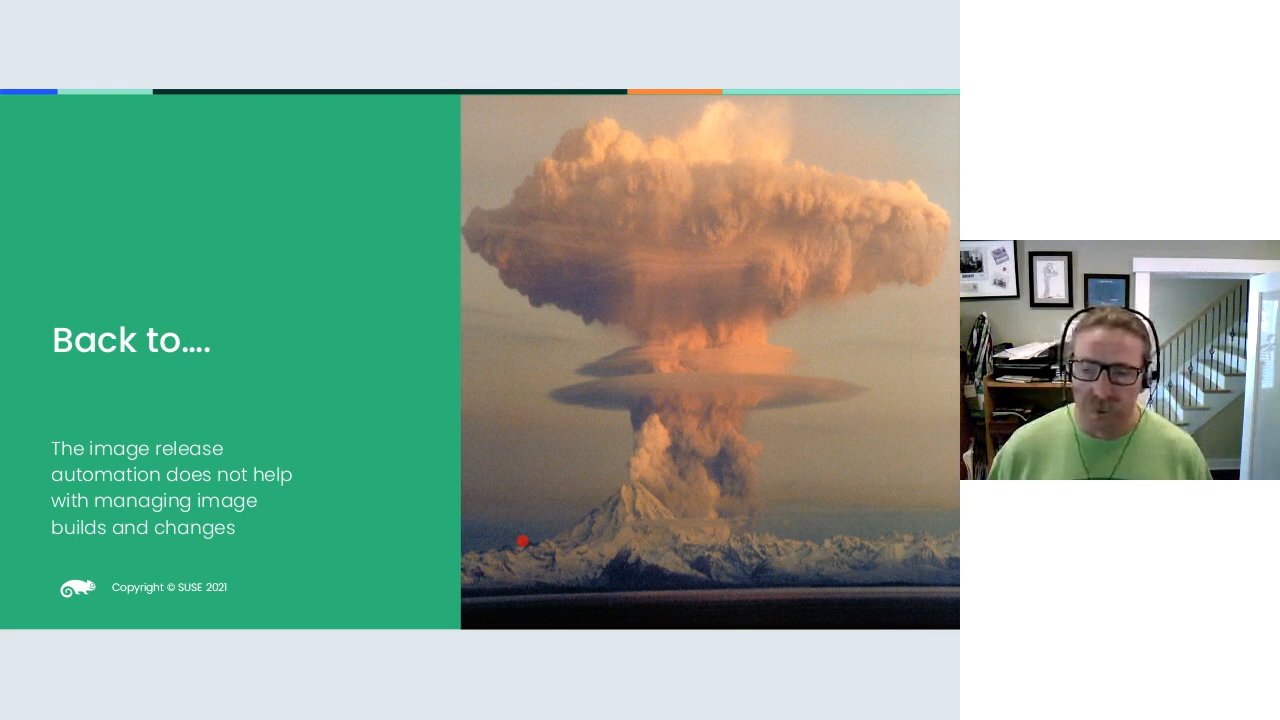 Back to....
The image release
automation does not help
with managing image
builds and changes
Copyright © SUSE 2021